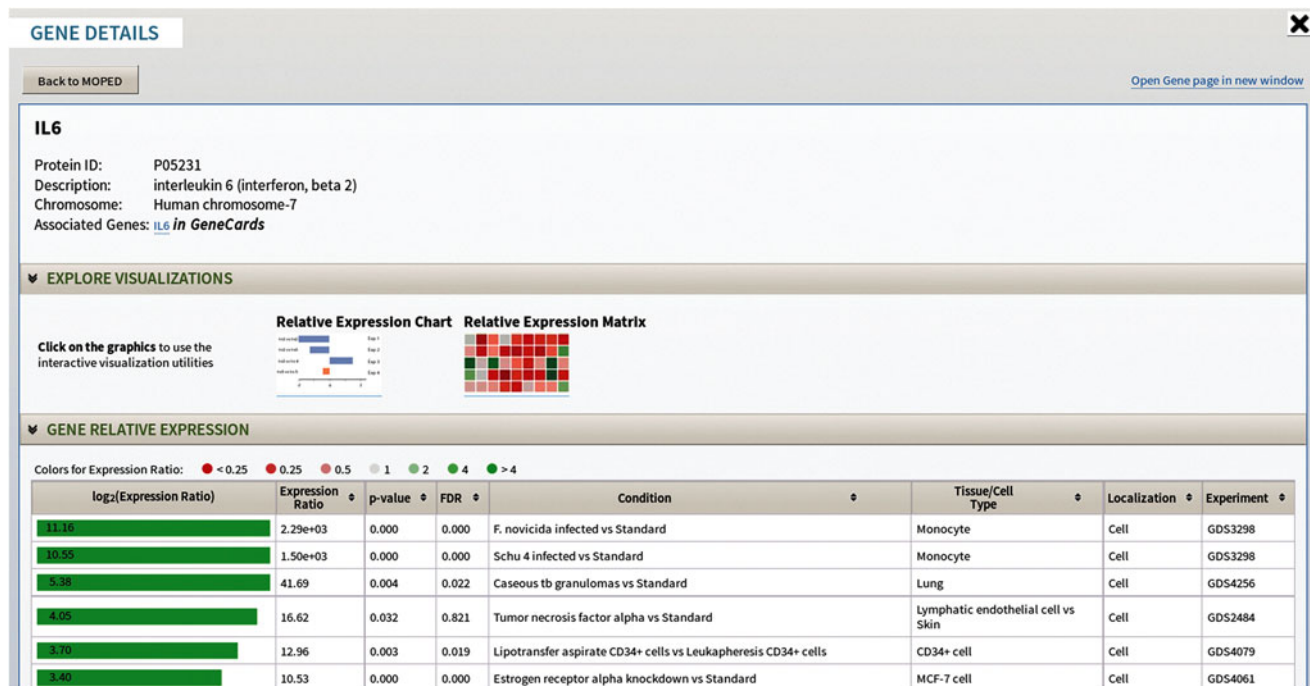 GENE DETAILS
Back to MOPED
Open Gene page in new window
IL6
Protein ID: P05231
Description: interleukin 6 (interferon, beta 2)
Chromosome: Human chromosome-7
Associated Genes: IL6 in GeneCards
EXPLORE VISUALIZATIONS
Relative Expression Chart Relative Expression Matrix
Click on the graphics to use the
interactive visualization utilities
Exp 1
Exp 2
Exp 3
Exp 4
GENE RELATIVE EXPRESSION
Colors for Expression Ratio: < 0.25 0.25 0.5 1 2 4 > 4
log2(Expression Ratio) Expression Ratio p-value FDR Condition Tissue/Cell Type Localization Experiment
11.16 2.29e+03 0.000 0.000 F. novicida infected vs Standard Monocyte Cell GDS3298
10.55 1.50e+03 0.000 0.000 Schu 4 infected vs Standard Monocyte Cell GDS3298
5.38 41.69 0.004 0.022 Caseous tb granulomas vs Standard Lung Cell GDS4256
4.05 16.62 0.032 0.821 Tumor necrosis factor alpha vs Standard Lymphatic endothelial cell vs Skin Cell GDS2484
3.70 12.96 0.003 0.019 Lipotransfer aspirate CD34+ cells vs Leukapheresis CD34+ cells CD34+ cell Cell GDS4079
3.40 10.53 0.000 0.000 Estrogen receptor alpha knockdown vs Standard MCF-7 cell Cell GDS4061